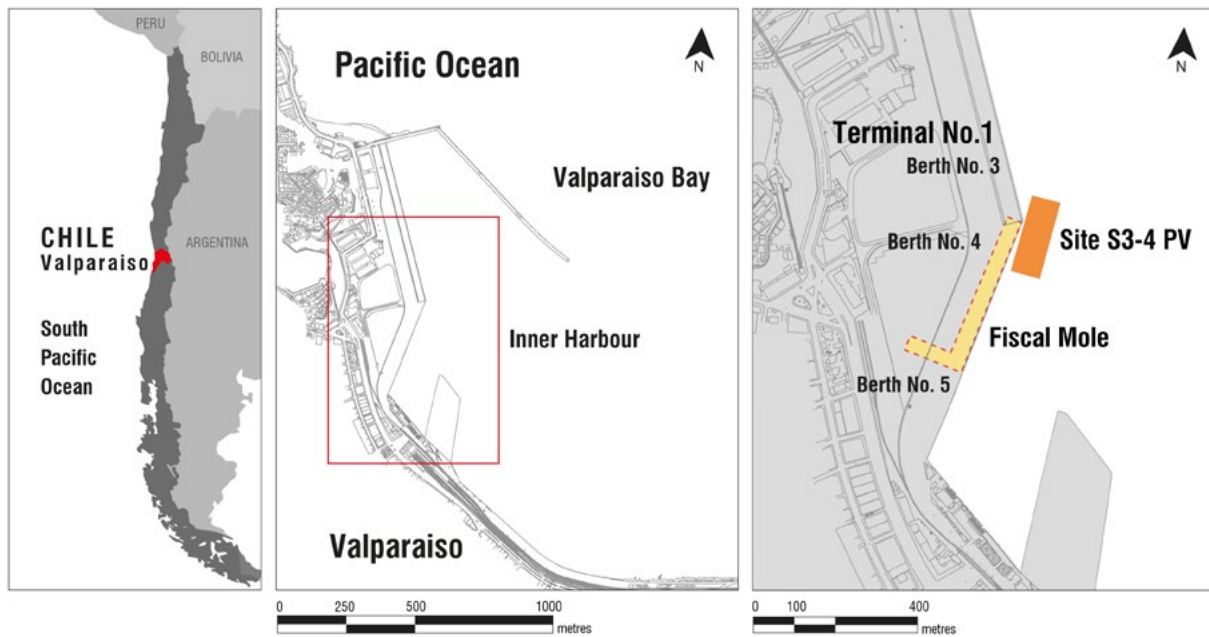 PERU
BOLIVIA
CHILE
Valparaiso
ARGENTINA
South
Pacific
Ocean
Pacific Ocean
N
Valparaiso Bay
Inner Harbour
Valparaiso
0 250 500 1000
metres
N
Terminal No.1
Berth No. 3
Berth No. 4
Site S3-4 PV
Fiscal Mole
Berth No. 5
0 100 200 400
metres